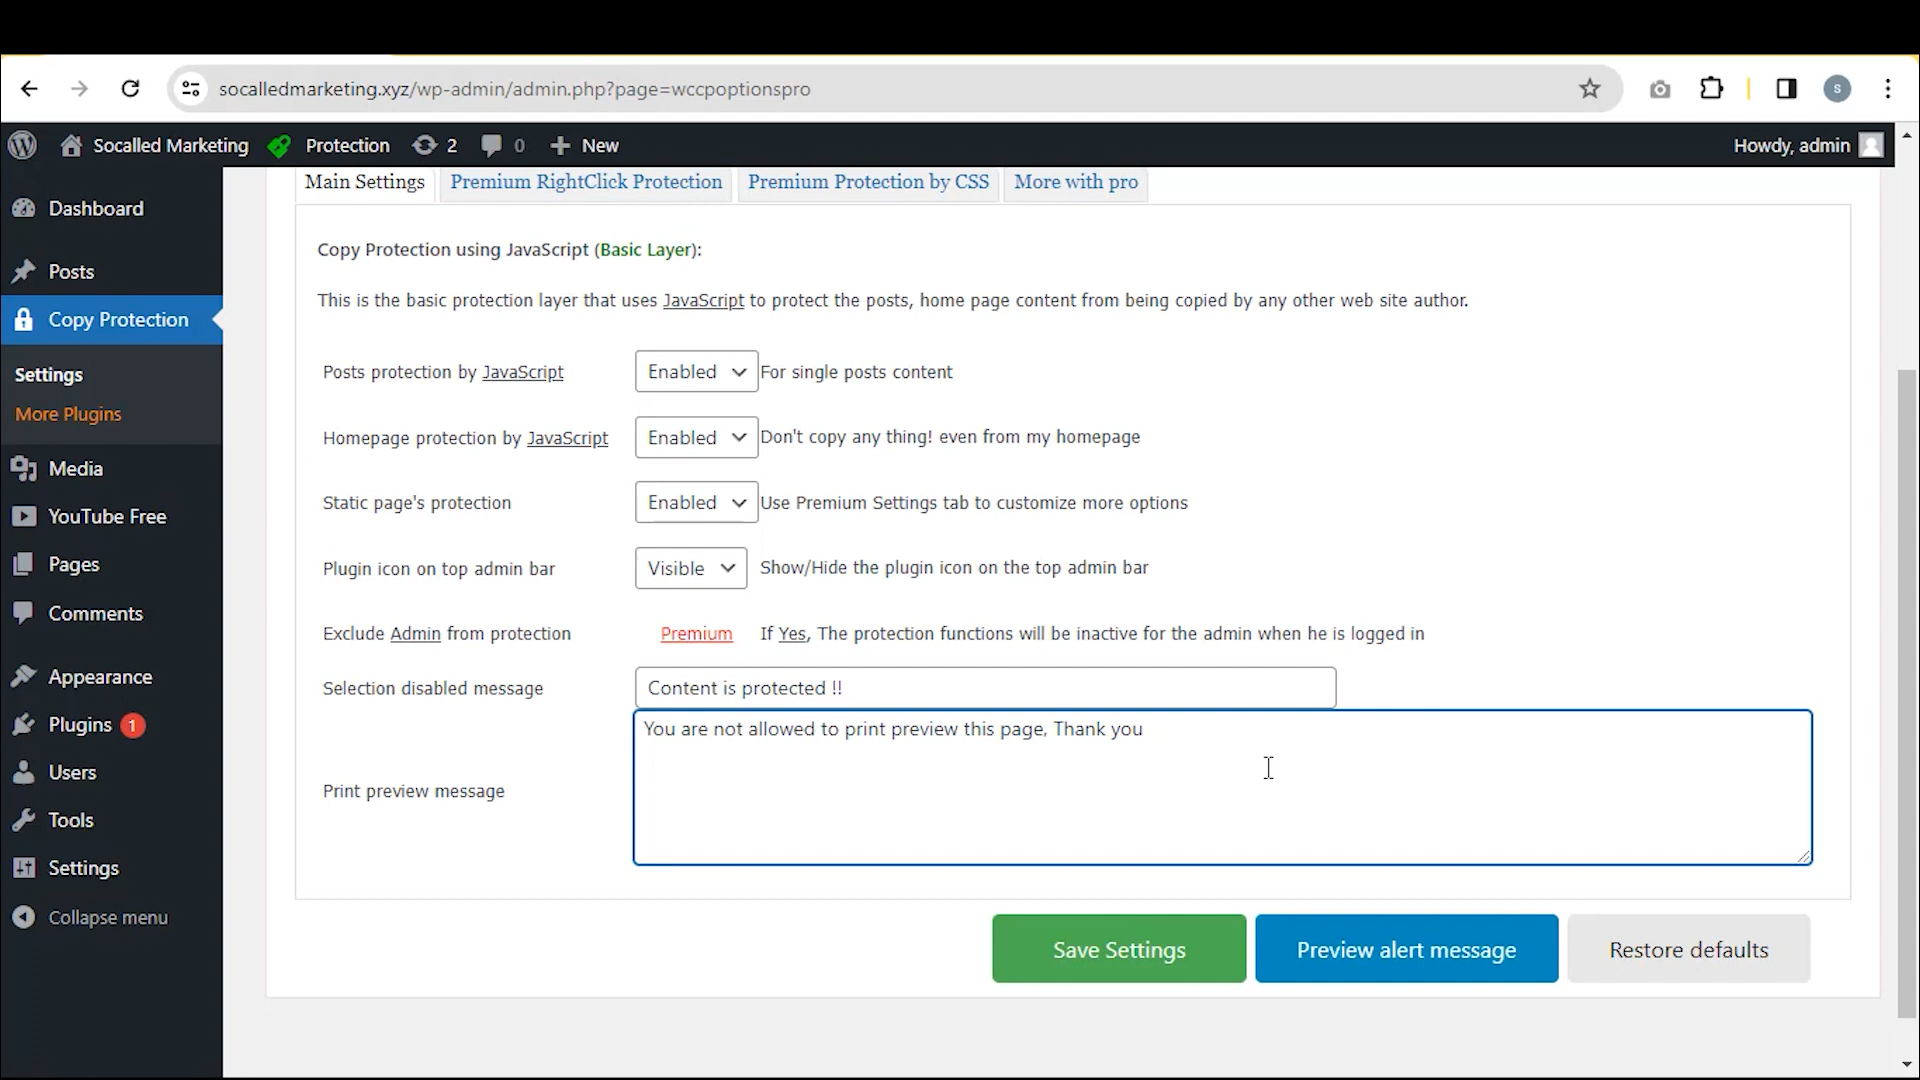 socalledmarketing.xyz/wp-admin/admin.php?page=wccpoptionspro
S
Socalled Marketing Protection 2 0 New Howdy, admin
Dashboard
Posts
Copy Protection
Settings
More Plugins
Media
YouTube Free
Pages
Comments
Appearance
Plugins 1
Users
Tools
Settings
Collapse menu
Main Settings Premium RightClick Protection Premium Protection by CSS More with pro
Copy Protection using JavaScript (Basic Layer):
This is the basic protection layer that uses JavaScript to protect the posts, home page content from being copied by any other web site author.
Posts protection by JavaScript Enabled For single posts content
Homepage protection by JavaScript Enabled Don't copy any thing! even from my homepage
Static page's protection Enabled Use Premium Settings tab to customize more options
Plugin icon on top admin bar Visible Show/Hide the plugin icon on the top admin bar
Exclude Admin from protection Premium If Yes, The protection functions will be inactive for the admin when he is logged in
Selection disabled message Content is protected !!
Print preview message You are not allowed to print preview this page, Thank you
Save Settings Preview alert message Restore defaults